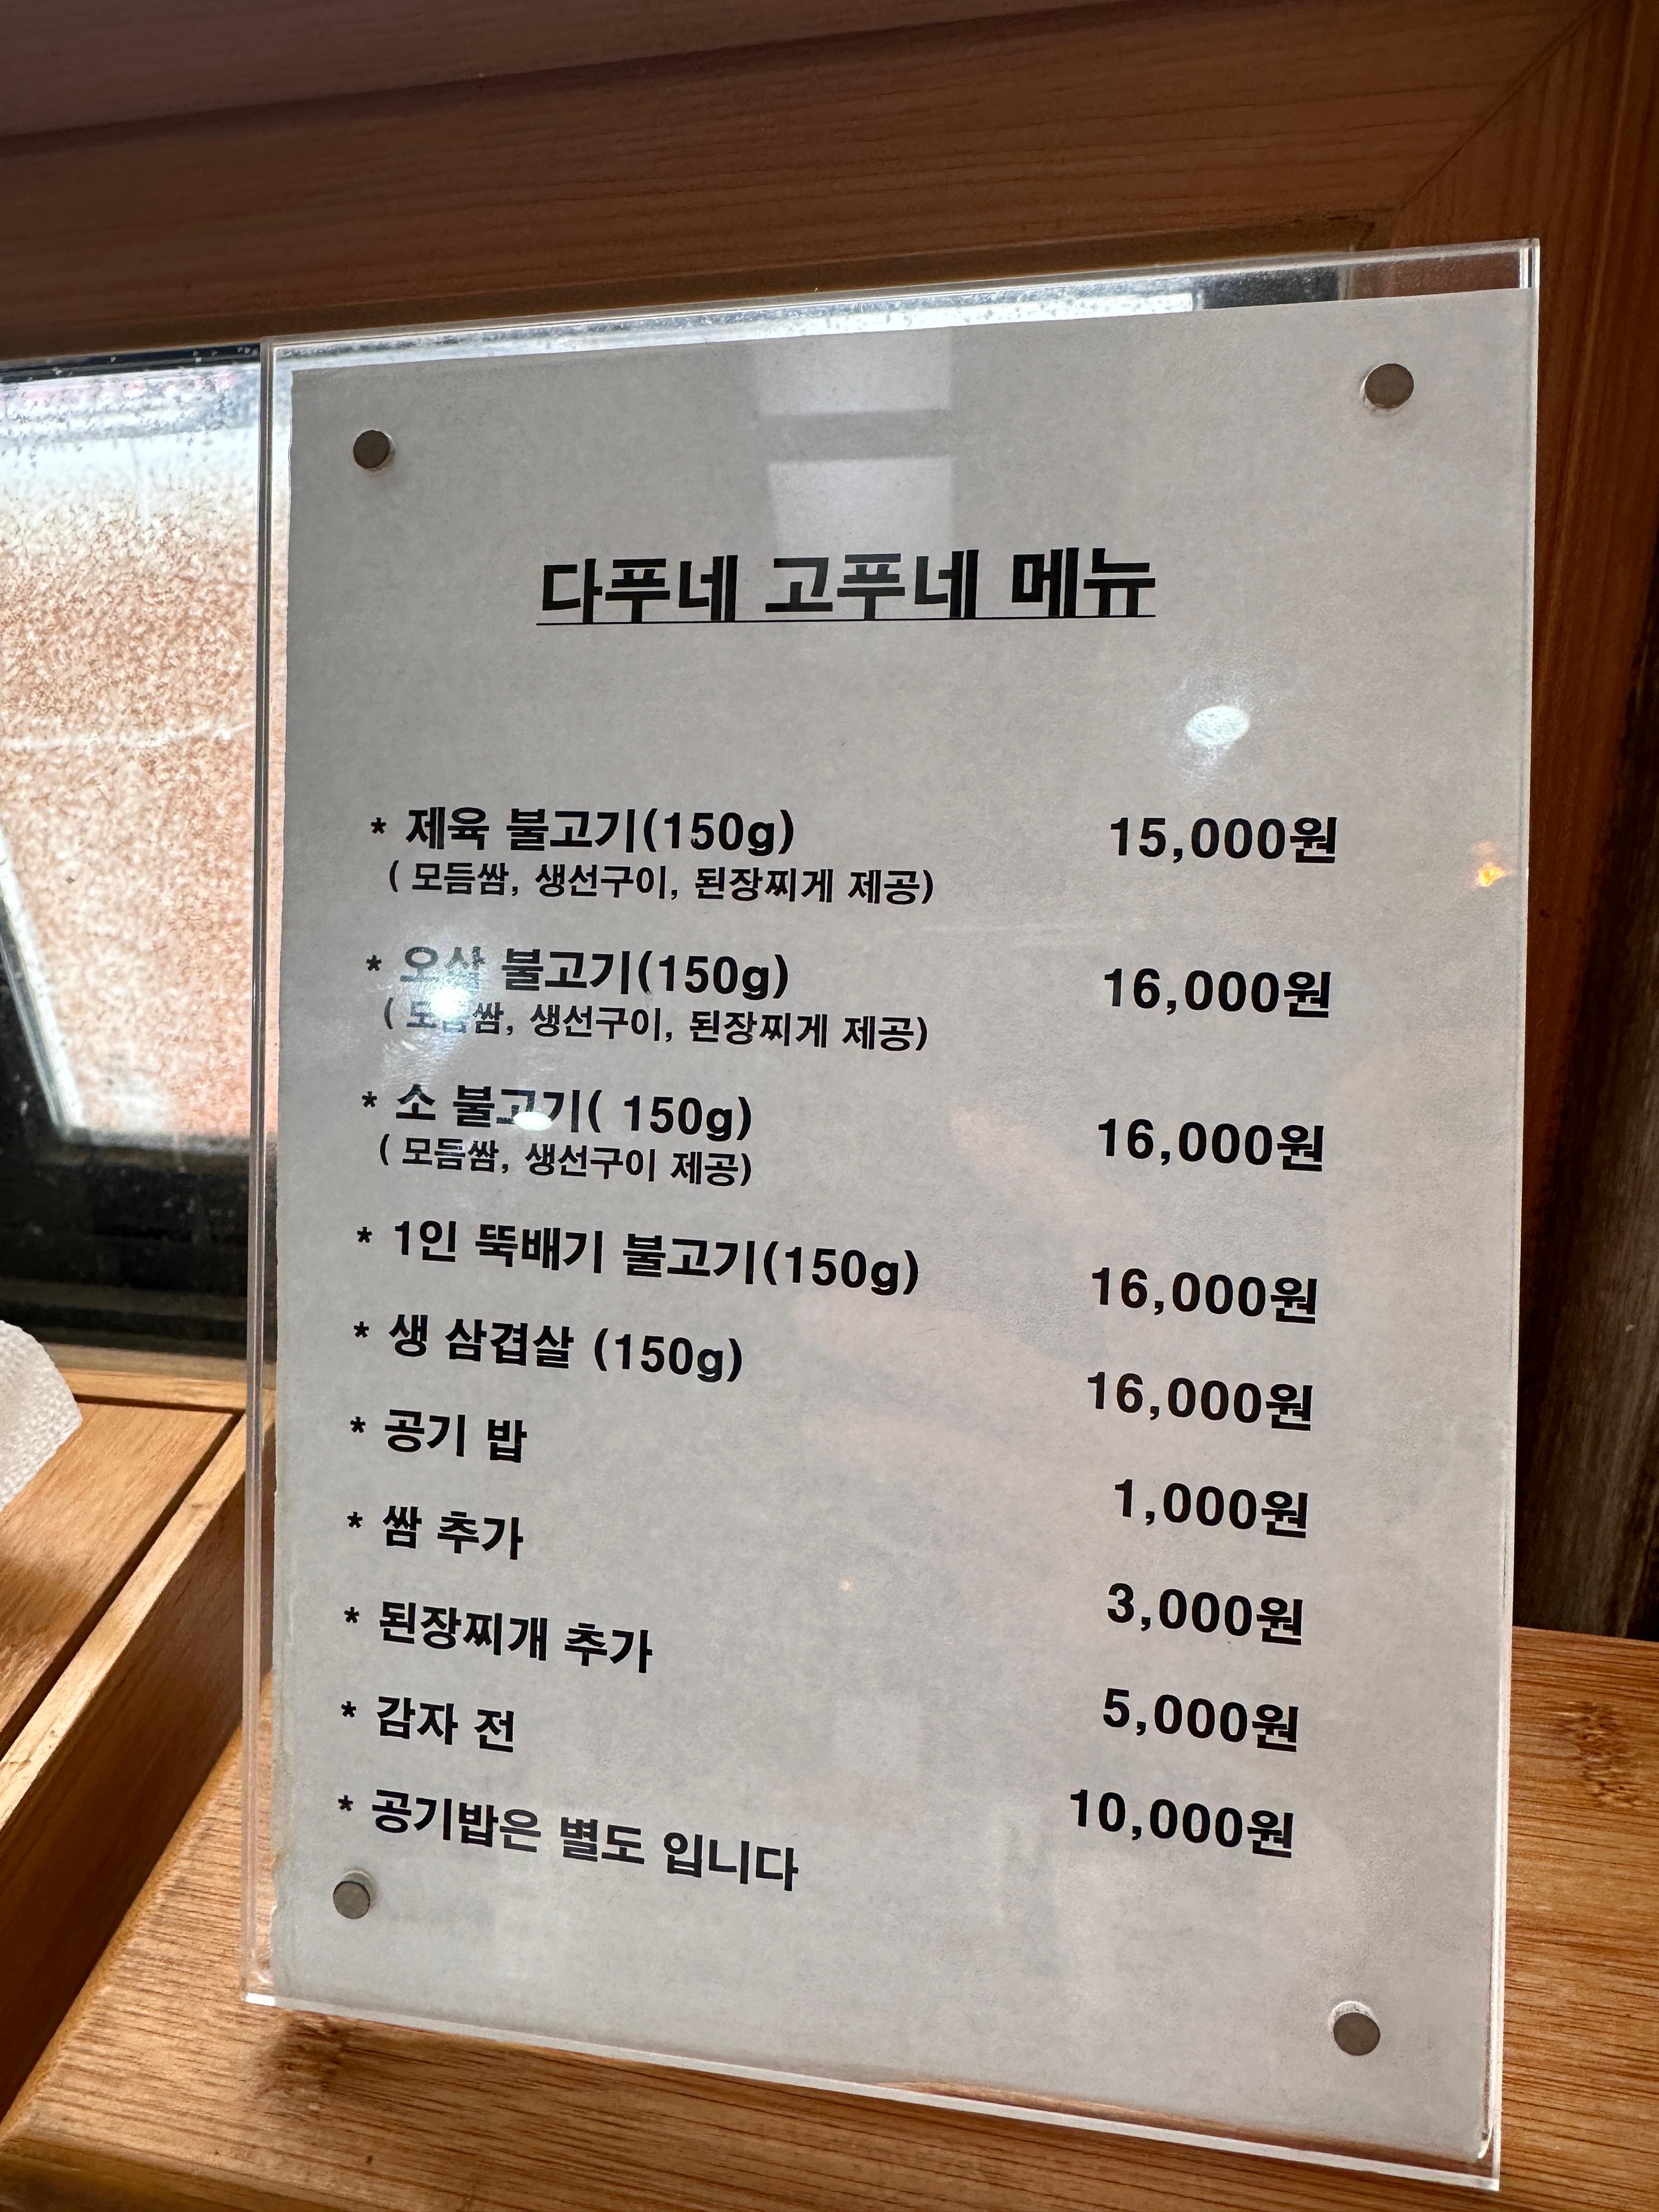 다푸네 고푸네 메뉴
* 제육 불고기(150g) 15,000원
( 모듬쌈, 생선구이, 된장찌게 제공)
* 오삼 불고기(150g) 16,000원
( 모듬쌈, 생선구이, 된장찌게 제공)
* 소 불고기( 150g) 16,000원
( 모듬쌈, 생선구이 제공)
* 1인 뚝배기 불고기(150g) 16,000원
* 생 삼겹살 (150g) 16,000원
* 공기 밥 1,000원
* 쌈 추가 3,000원
* 된장찌개 추가 5,000원
* 감자 전 10,000원
* 공기밥은 별도 입니다